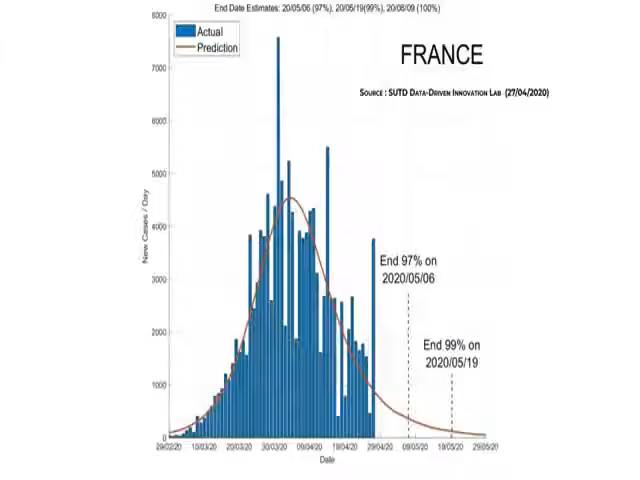 End Date Estimates: 20/05/06 (97%), 20/05/19(99%), 20/08/09 (100%)
8000
Actual
Prediction
FRANCE
7000
Source : SUTD Data-Driven Innovation Lab (27/04/2020)
6000
5000
New Cases / Day
4000
End 97% on
2020/05/06
3000
2000
End 99% on
2020/05/19
1000
0
29/02/20 10/03/20 20/03/20 30/03/20 09/04/20 19/04/20 29/04/20 09/05/20 19/05/20 29/05/20
Date